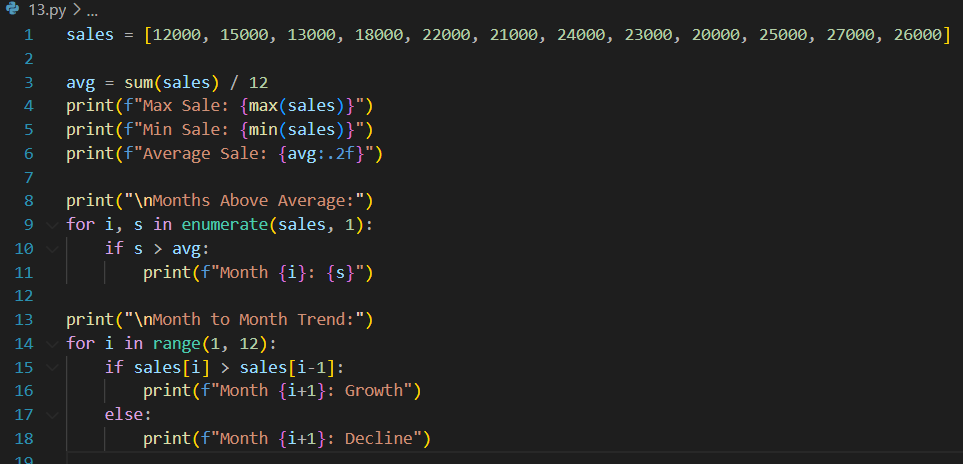 13.py > ...
1 sales = [12000, 15000, 13000, 18000, 22000, 21000, 24000, 23000, 20000, 25000, 27000, 26000]
2
3 avg = sum(sales) / 12
4 print(f"Max Sale: {max(sales)}")
5 print(f"Min Sale: {min(sales)}")
6 print(f"Average Sale: {avg:.2f}")
7
8 print("\nMonths Above Average:")
9 for i, s in enumerate(sales, 1):
10     if s > avg:
11         print(f"Month {i}: {s}")
12
13 print("\nMonth to Month Trend:")
14 for i in range(1, 12):
15     if sales[i] > sales[i-1]:
16         print(f"Month {i+1}: Growth")
17     else:
18         print(f"Month {i+1}: Decline")
19